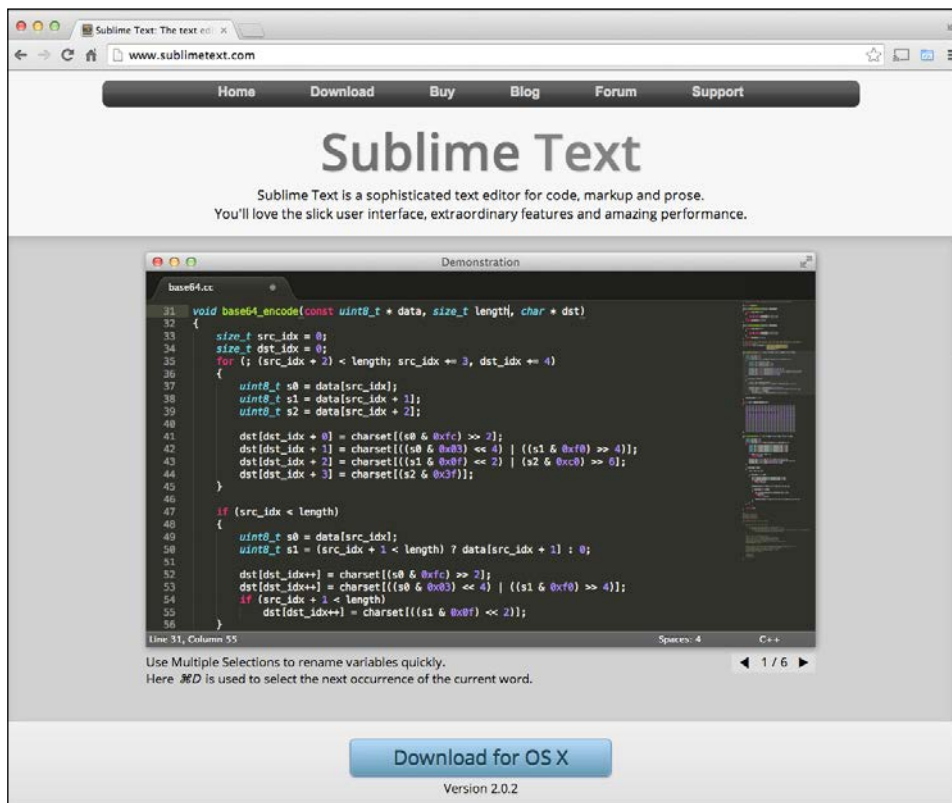 Sublime Text: The text edi
www.sublimetext.com
Home Download Buy Blog Forum Support
Sublime Text
Sublime Text is a sophisticated text editor for code, markup and prose.
You'll love the slick user interface, extraordinary features and amazing performance.
Demonstration
base64.cc
31 void base64_encode(const uint8_t * data, size_t length, char * dst)
32 {
33     size_t src_idx = 0;
34     size_t dst_idx = 0;
35     for (; (src_idx + 2) < length; src_idx += 3, dst_idx += 4)
36     {
37         uint8_t s0 = data[src_idx];
38         uint8_t s1 = data[src_idx + 1];
39         uint8_t s2 = data[src_idx + 2];
40
41         dst[dst_idx + 0] = charset[(s0 & 0xfc) >> 2];
42         dst[dst_idx + 1] = charset[((s0 & 0x03) << 4) | ((s1 & 0xf0) >> 4)];
43         dst[dst_idx + 2] = charset[((s1 & 0x0f) << 2) | (s2 & 0xc0) >> 6];
44         dst[dst_idx + 3] = charset[(s2 & 0x3f)];
45     }
46
47     if (src_idx < length)
48     {
49         uint8_t s0 = data[src_idx];
50         uint8_t s1 = (src_idx + 1 < length) ? data[src_idx + 1] : 0;
51
52         dst[dst_idx++] = charset[(s0 & 0xfc) >> 2];
53         dst[dst_idx++] = charset[((s0 & 0x03) << 4) | ((s1 & 0xf0) >> 4)];
54         if (src_idx + 1 < length)
55             dst[dst_idx++] = charset[((s1 & 0x0f) << 2)];
56     }
Line 31, Column 55 Spaces: 4 C++
Use Multiple Selections to rename variables quickly.
Here ⌘D is used to select the next occurrence of the current word.
◀ 1 / 6 ▶
Download for OS X
Version 2.0.2